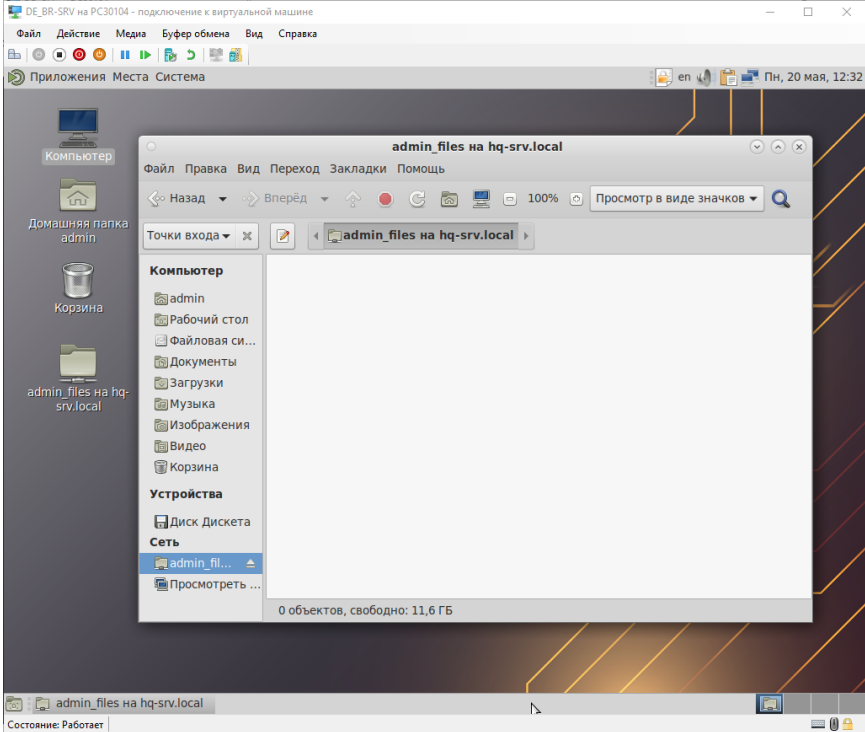 DE_BR-SRV на PC30104 - подключение к виртуальной машине
Файл Действие Медиа Буфер обмена Вид Справка
Приложения Места Система en Пн, 20 мая, 12:32
Компьютер
Домашняя папка
admin
Корзина
admin_files на hq-
srv.local
admin_files на hq-srv.local
Файл Правка Вид Переход Закладки Помощь
Назад Вперёд 100% Просмотр в виде значков
Точки входа admin_files на hq-srv.local
Компьютер
admin
Рабочий стол
Файловая си...
Документы
Загрузки
Музыка
Изображения
Видео
Корзина
Устройства
Диск Дискета
Сеть
admin_fil...
Просмотреть ...
0 объектов, свободно: 11,6 ГБ
admin_files на hq-srv.local
Состояние: Работает